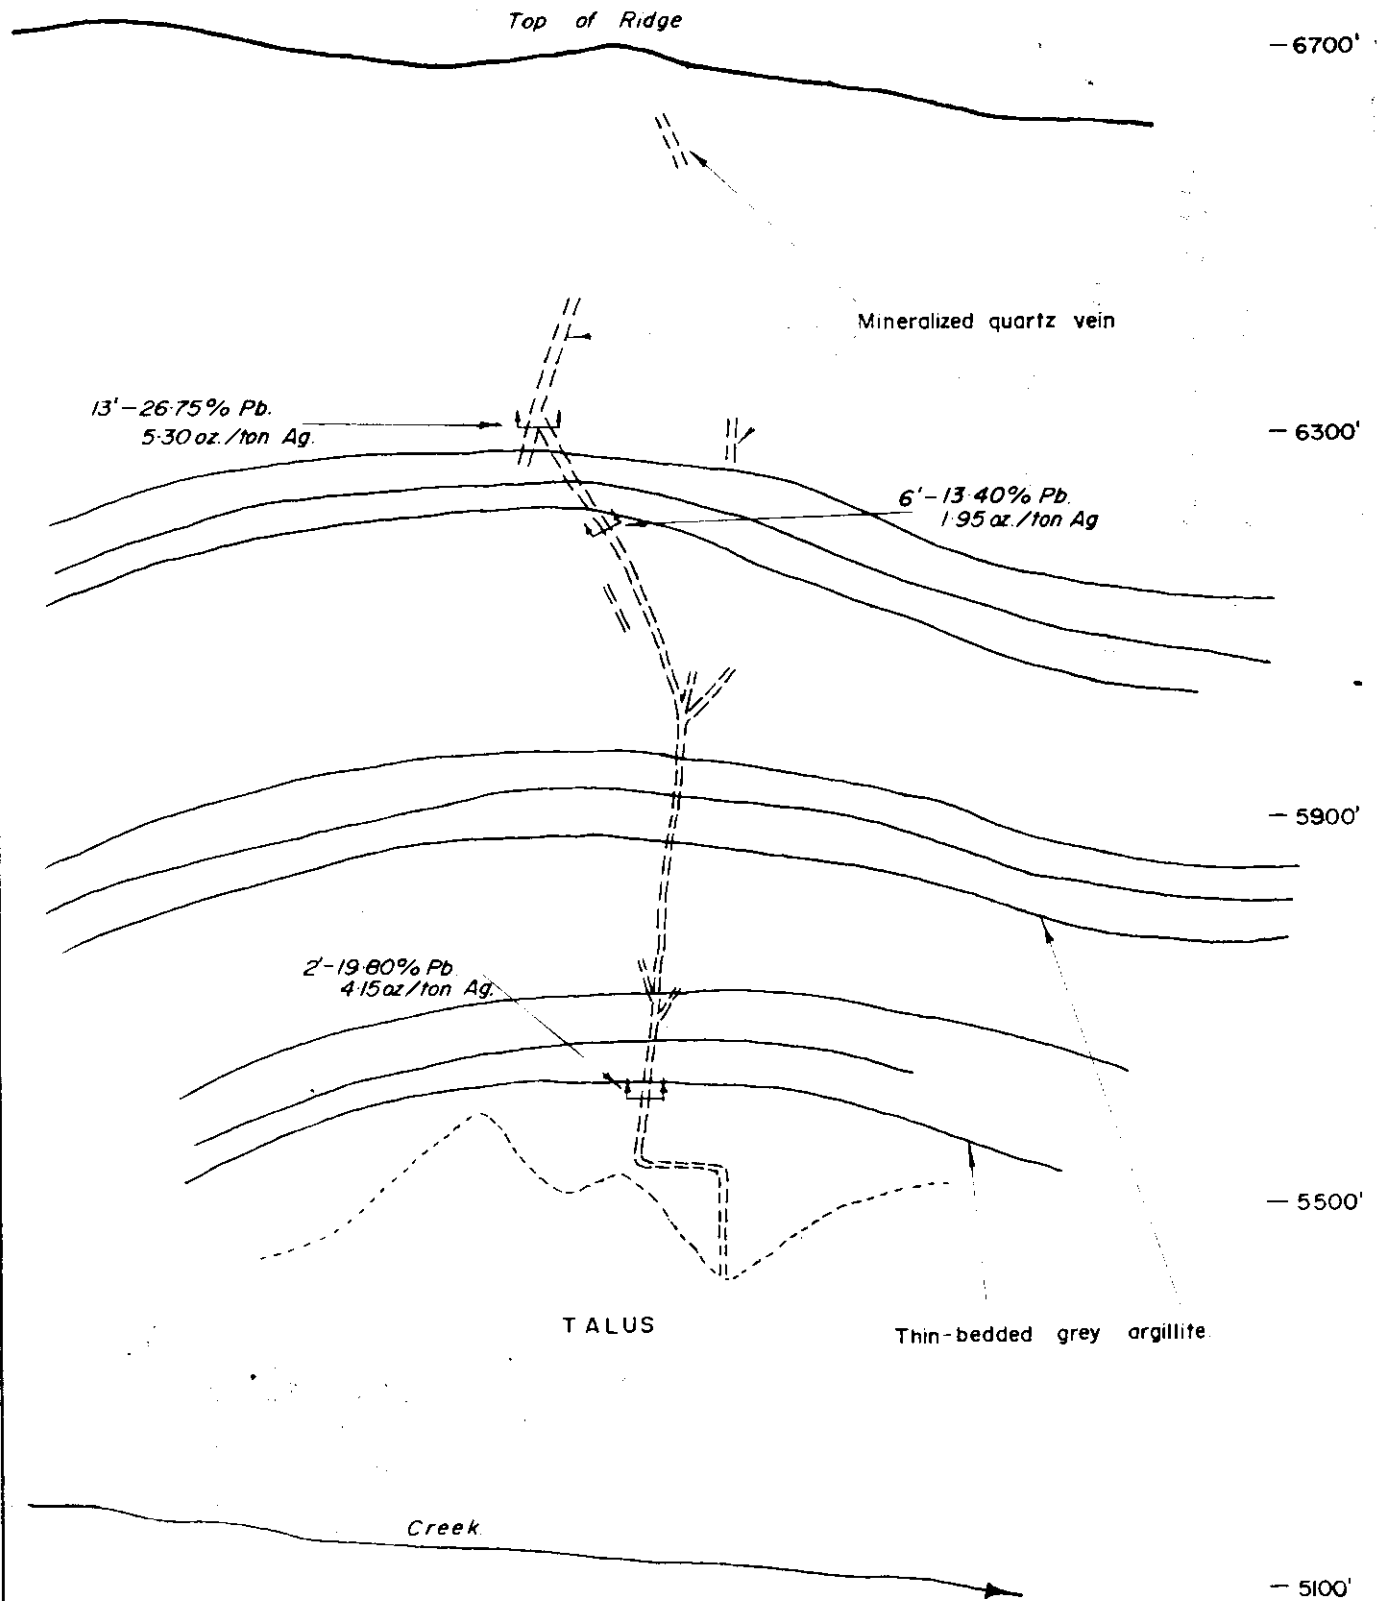 Top of Ridge
— 6700'
Mineralized quartz vein
13' — 26·75% Pb.
5·30 oz./ton Ag.
— 6300'
6' — 13·40% Pb.
1·95 oz./ton Ag
— 5900'
2' — 19·80% Pb
4·15 oz/ton Ag.
— 5500'
TALUS
Thin-bedded grey argillite
Creek
— 5100'